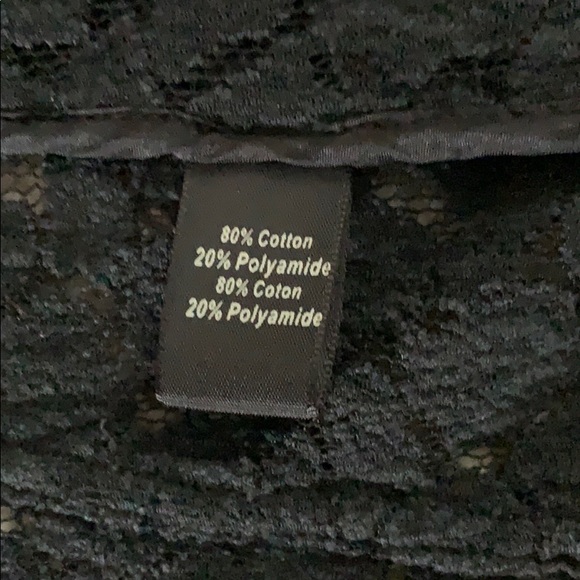 80% Cotton
20% Polyamide
80% Coton
20% Polyamide